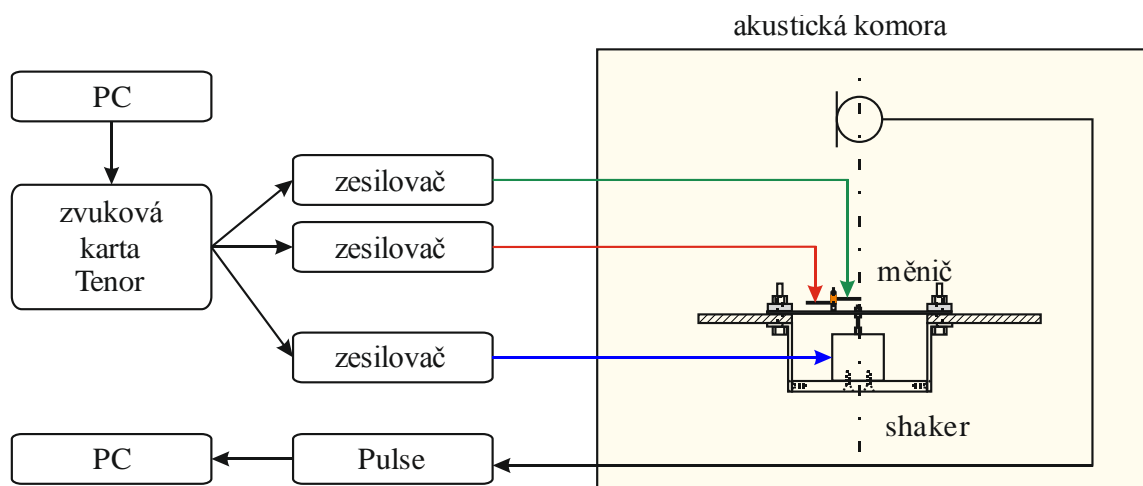 akustická komora
PC
zvuková
karta
Tenor
zesilovač
zesilovač
zesilovač
měnič
shaker
PC
Pulse